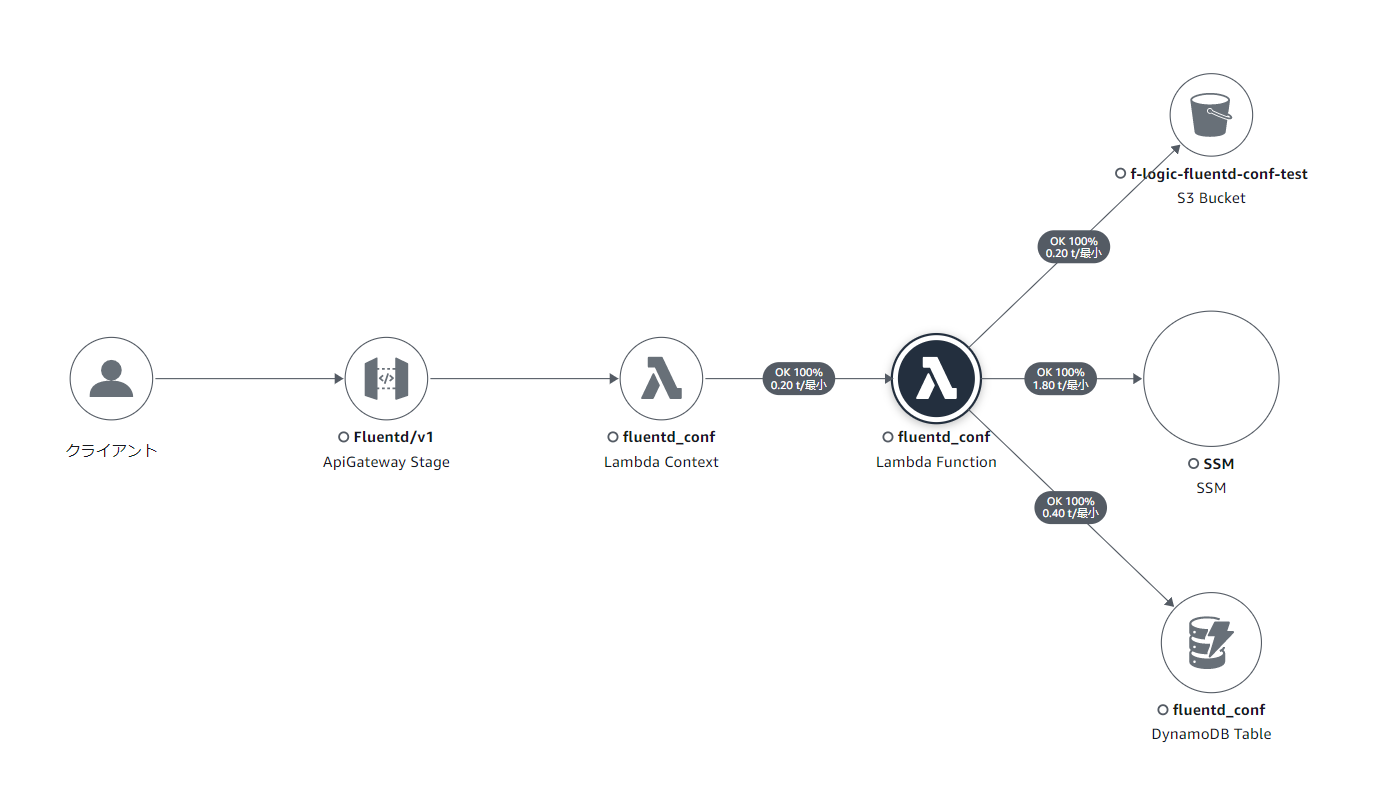 f-logic-fluentd-conf-test
S3 Bucket
OK 100%
0.20 t/最小
クライアント
Fluentd/v1
ApiGateway Stage
fluentd_conf
Lambda Context
OK 100%
0.20 t/最小
fluentd_conf
Lambda Function
OK 100%
1.80 t/最小
SSM
SSM
OK 100%
0.40 t/最小
fluentd_conf
DynamoDB Table